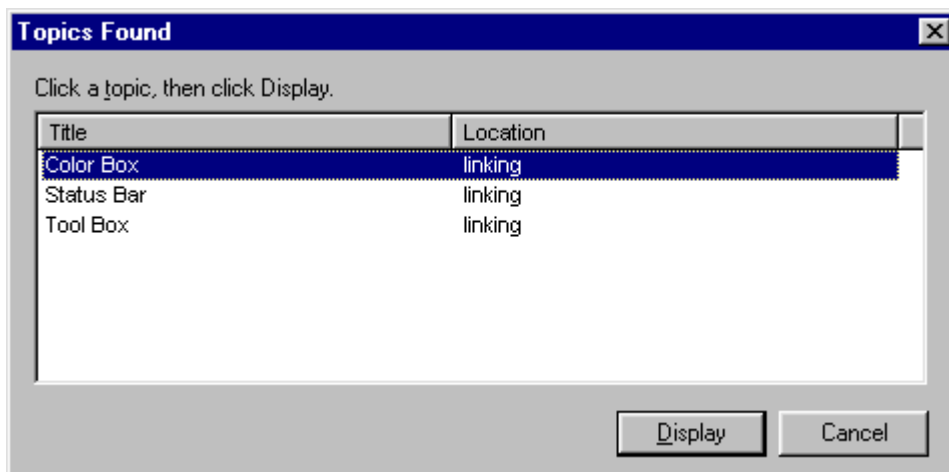 Topics Found
Click a topic, then click Display.
Title Location
Color Box linking
Status Bar linking
Tool Box linking
Display Cancel